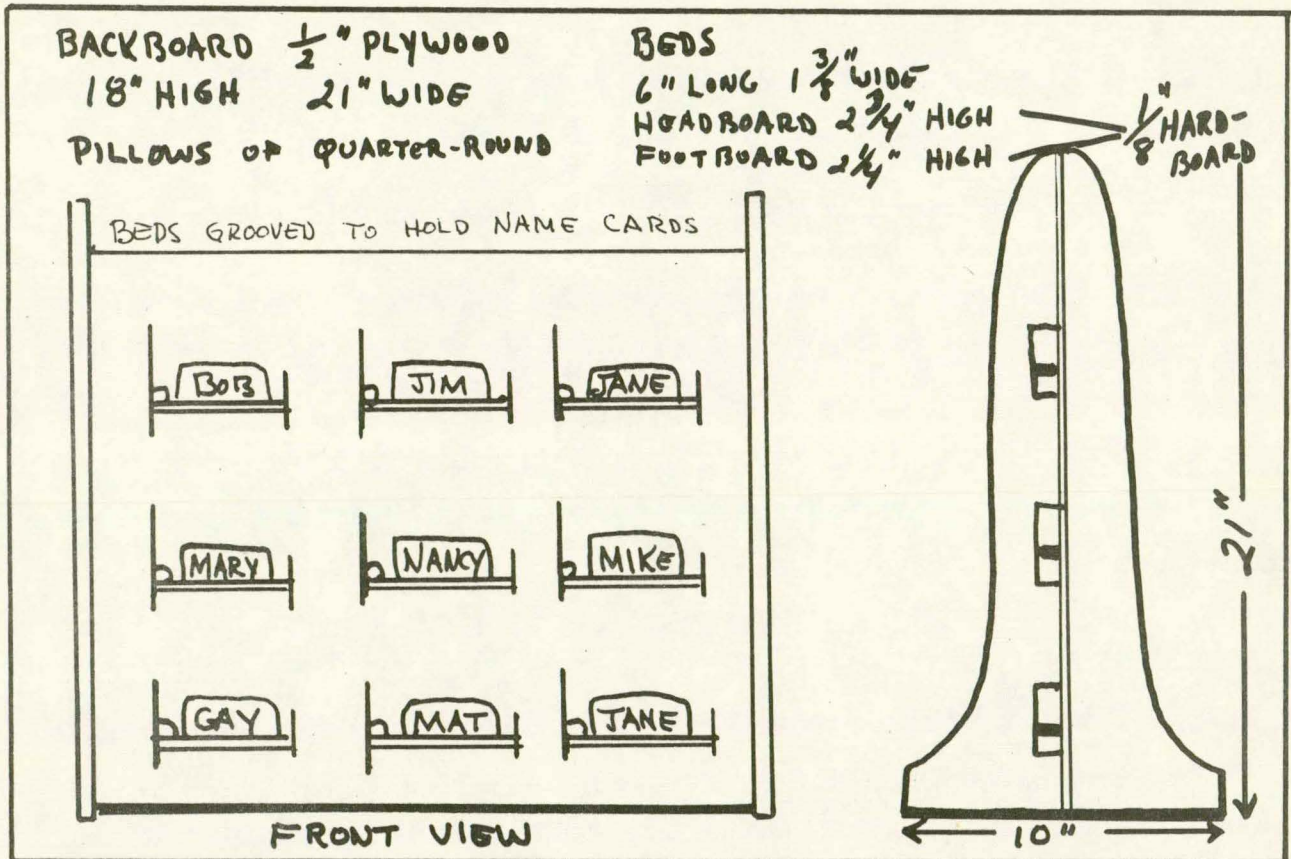 BACKBOARD 1/2" PLYWOOD
18" HIGH 21" WIDE
PILLOWS OF QUARTER-ROUND
BEDS
6" LONG 1 3/8" WIDE
HEADBOARD 2 3/4" HIGH
FOOTBOARD 2 1/4" HIGH
1/8" HARD-
BOARD
BEDS GROOVED TO HOLD NAME CARDS
BOB JIM JANE
MARY NANCY MIKE
GAY MAT JANE
FRONT VIEW
21"
10"